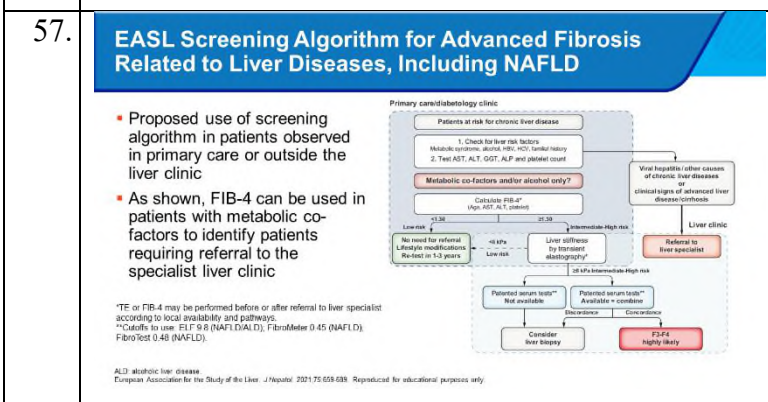 57.
EASL Screening Algorithm for Advanced Fibrosis
Related to Liver Diseases, Including NAFLD
Proposed use of screening
algorithm in patients observed
in primary care or outside the
liver clinic
As shown, FIB-4 can be used in
patients with metabolic co-
factors to identify patients
requiring referral to the
specialist liver clinic
*TE or FIB-4 may be performed before or after referral to liver specialist
according to local availability and pathways.
**Cutoffs to use: ELF 9.8 (NAFLD/ALD); FibroMeter 0.45 (NAFLD);
FibroTest 0.48 (NAFLD).
ALD: alcoholic liver disease.
European Association for the Study of the Liver. J Hepatol. 2021;75:659-689. Reproduced for educational purposes only.
Primary care/diabetology clinic
Patients at risk for chronic liver disease
1. Check for liver risk factors
Metabolic syndrome, alcohol, HBV, HCV, familial history
2. Test AST, ALT, GGT, ALP and platelet count
Metabolic co-factors and/or alcohol only?
Calculate FIB-4*
(Age, AST, ALT, platelet)
<1.30
≥1.30
Low risk
Intermediate-High risk
No need for referral
Lifestyle modifications
Re-test in 1-3 years
<8 kPa
Low risk
Liver stiffness
by transient
elastography*
Viral hepatitis/other causes
of chronic liver diseases
or
clinical signs of advanced liver
disease/cirrhosis
Liver clinic
Referral to
liver specialist
≥8 kPa Intermediate-High risk
Patented serum tests**
Not available
Patented serum tests**
Available = combine
Discordance
Concordance
Consider
liver biopsy
F3-F4
highly likely